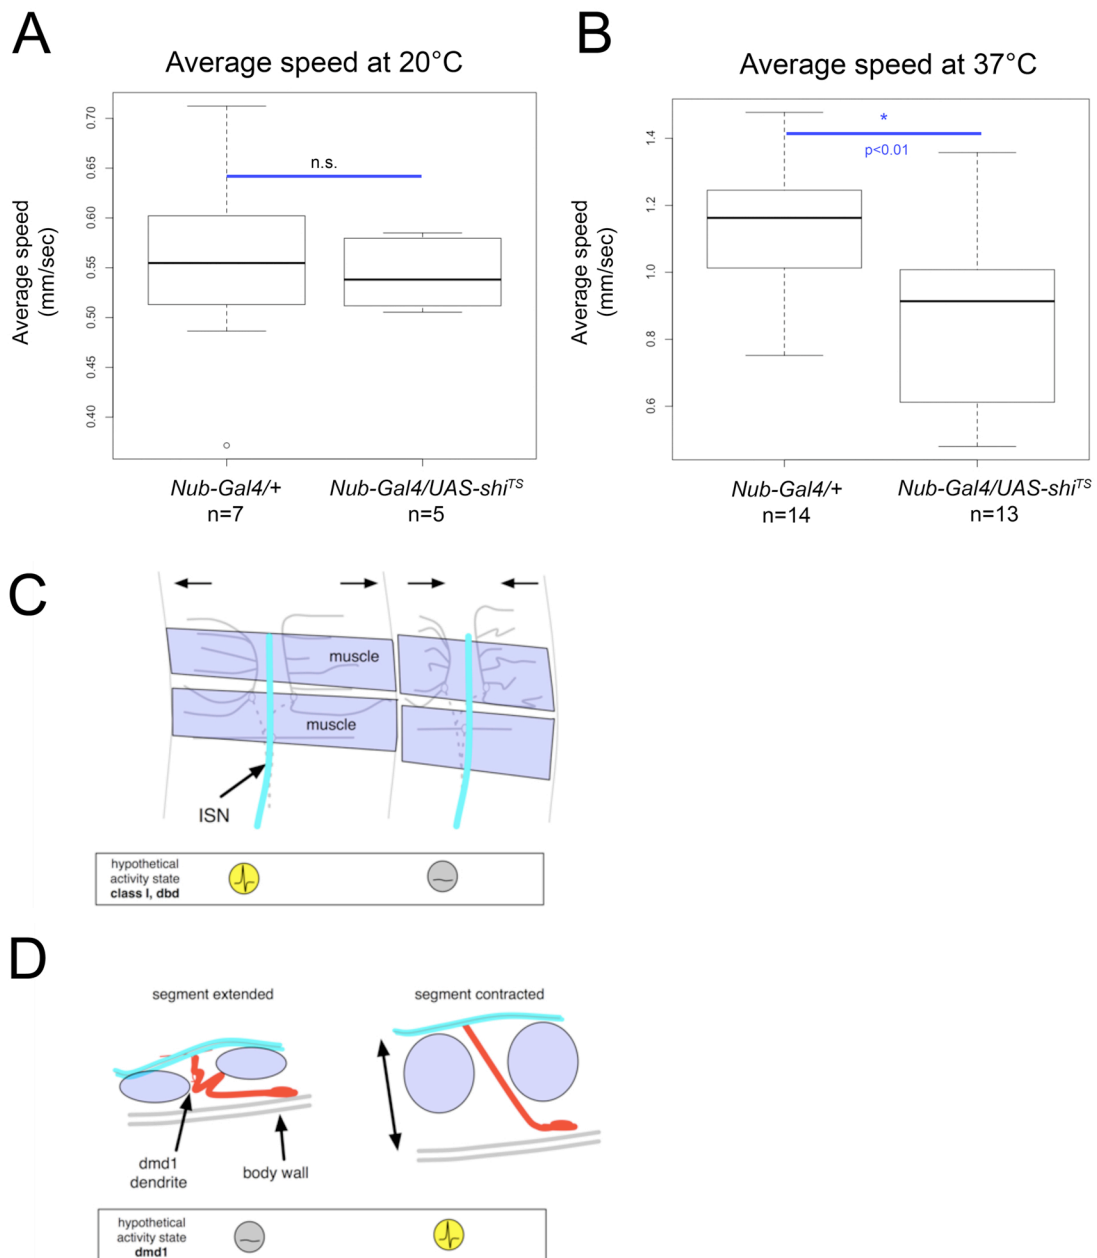 A
Average speed at 20°C
Average speed
(mm/sec)
0.70
0.65
0.60
0.55
0.50
0.45
0.40
n.s.
Nub-Gal4/+
n=7
Nub-Gal4/UAS-shiTS
n=5
B
Average speed at 37°C
Average speed
(mm/sec)
1.4
1.2
1.0
0.8
0.6
*
p<0.01
Nub-Gal4/+
n=14
Nub-Gal4/UAS-shiTS
n=13
C
muscle
muscle
ISN
hypothetical
activity state
class I, dbd
D
segment extended
segment contracted
dmd1
dendrite
body wall
hypothetical
activity state
dmd1